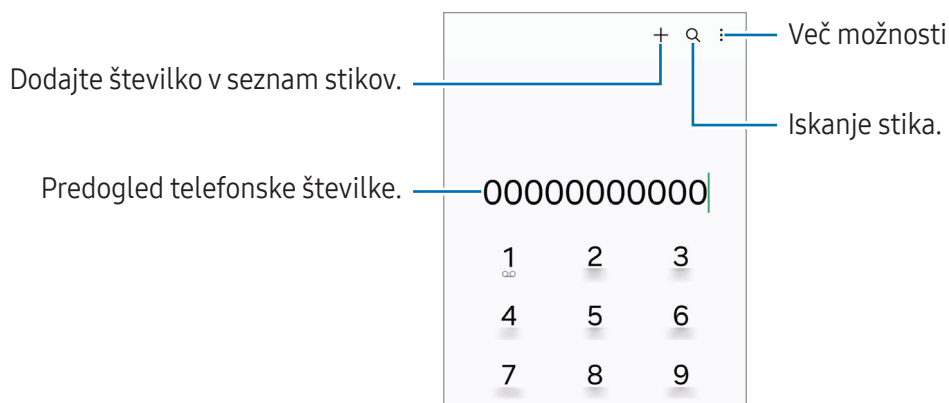 Več možnosti
Dodajte številko v seznam stikov.
Iskanje stika.
Predogled telefonske številke.
00000000000
1 2 3
4 5 6
7 8 9